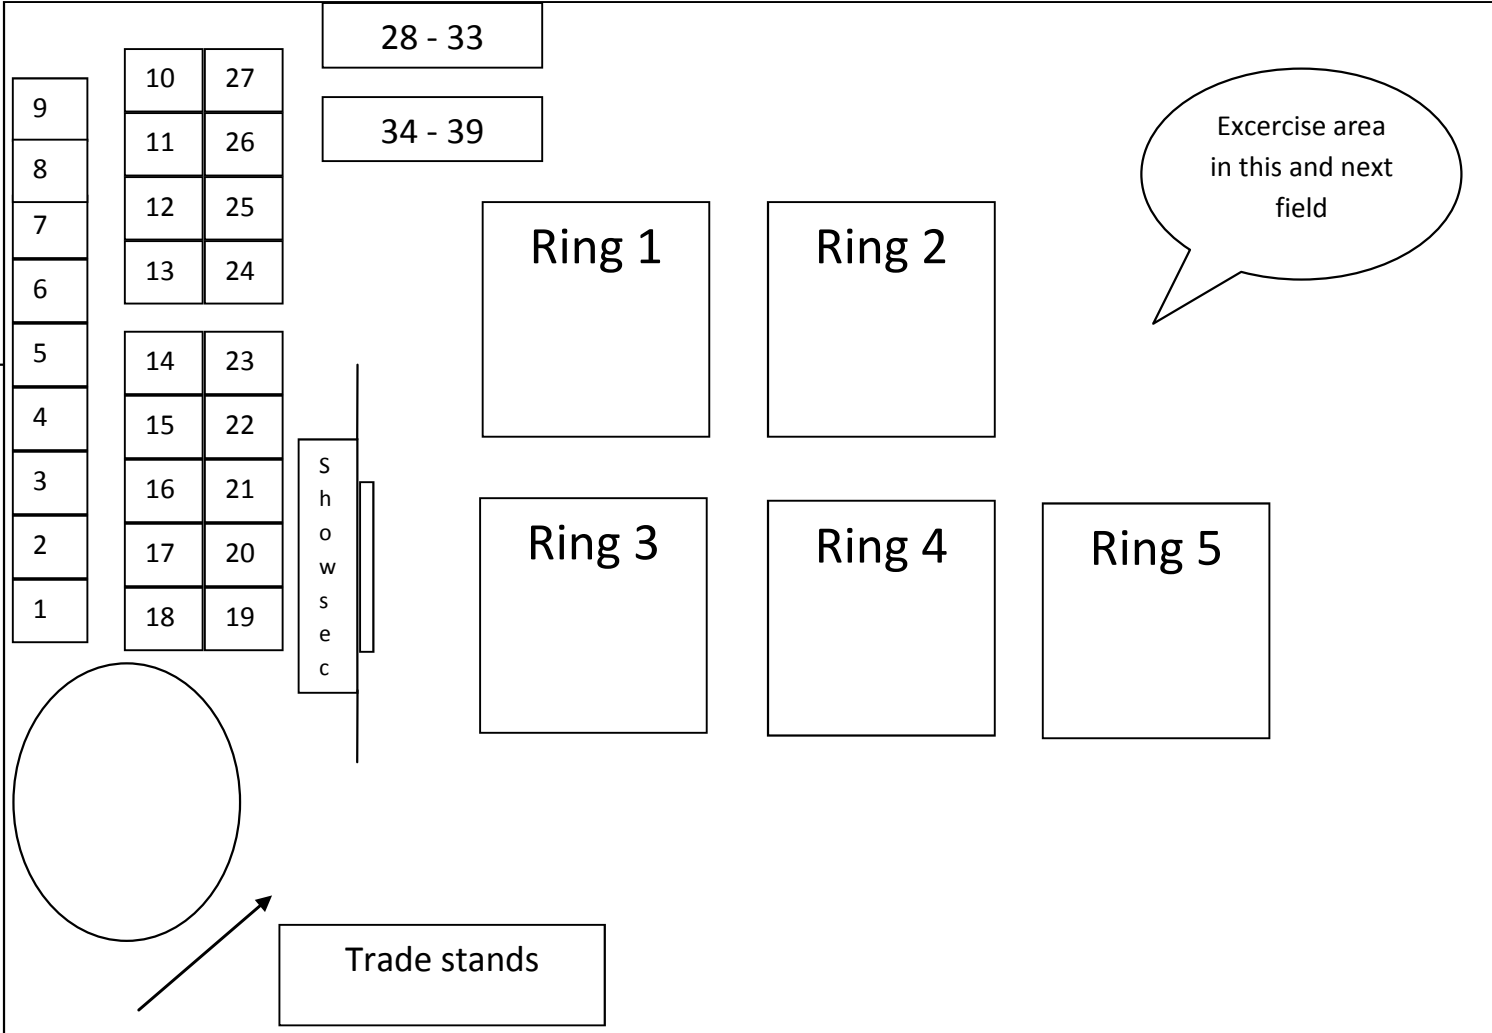 28 - 33
34 - 39
9
8
7
6
5
4
3
2
1
10 27
11 26
12 25
13 24
14 23
15 22
16 21
17 20
18 19
S
h
o
w
s
e
c
Ring 1
Ring 2
Ring 3
Ring 4
Ring 5
Excercise area
in this and next
field
Trade stands